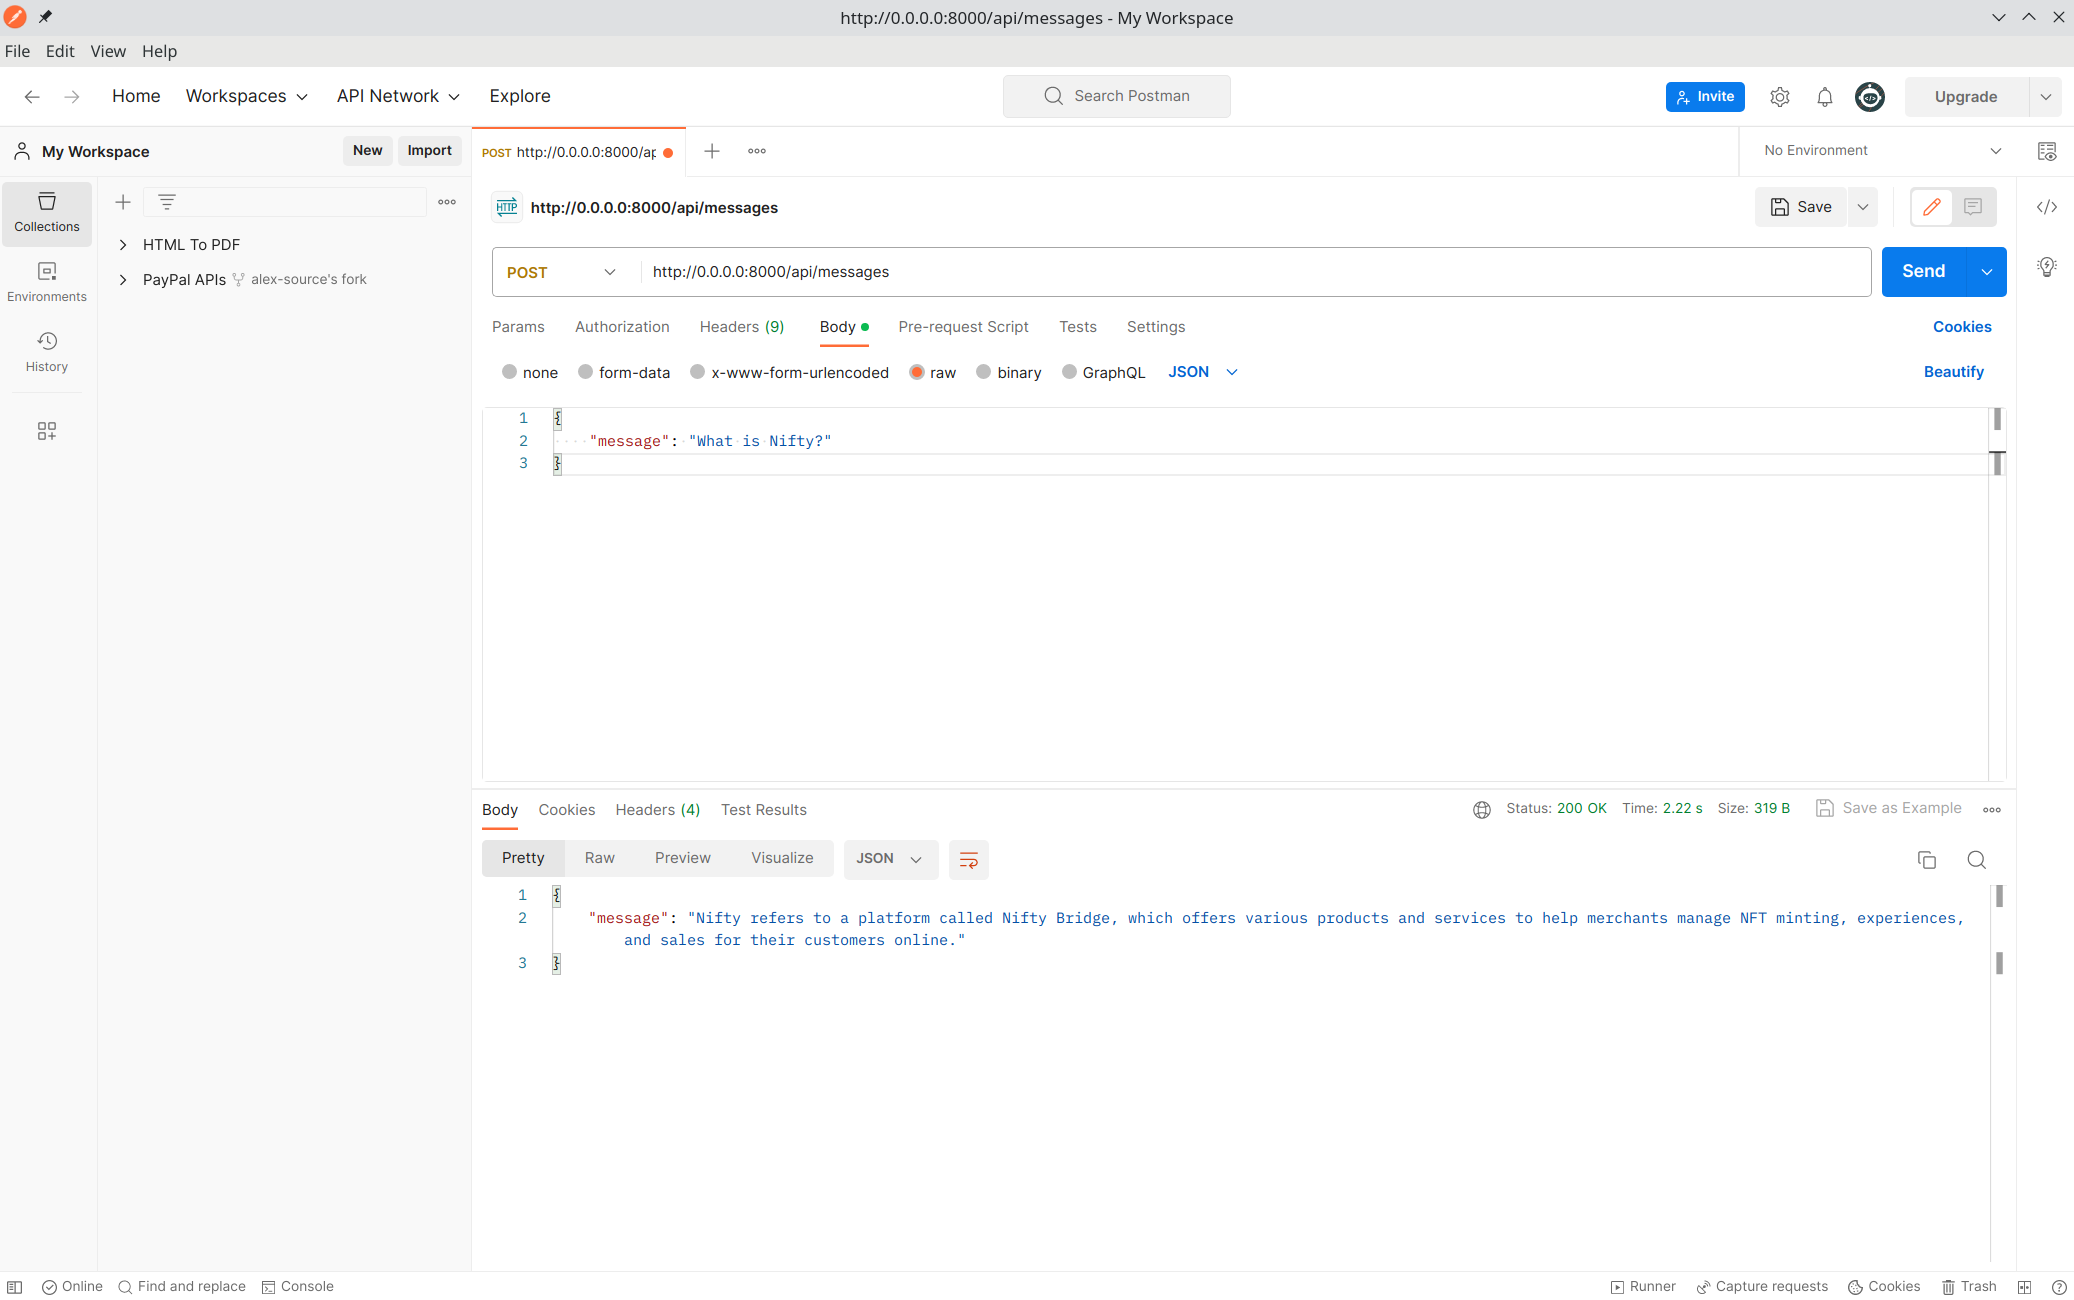 http://0.0.0.0:8000/api/messages - My Workspace
File Edit View Help
Home Workspaces API Network Explore Search Postman Invite Upgrade
My Workspace New Import POST http://0.0.0.0:8000/ap No Environment
Collections
Environments
History
HTML To PDF
PayPal APIs alex-source's fork
HTTP http://0.0.0.0:8000/api/messages Save
POST http://0.0.0.0:8000/api/messages Send
Params Authorization Headers (9) Body Pre-request Script Tests Settings Cookies
none form-data x-www-form-urlencoded raw binary GraphQL JSON Beautify
1 {
2 "message": "What is Nifty?"
3 }
Body Cookies Headers (4) Test Results Status: 200 OK Time: 2.22 s Size: 319 B Save as Example
Pretty Raw Preview Visualize JSON
1 {
2 "message": "Nifty refers to a platform called Nifty Bridge, which offers various products and services to help merchants manage NFT minting, experiences,
and sales for their customers online."
3 }
Online Find and replace Console Runner Capture requests Cookies Trash